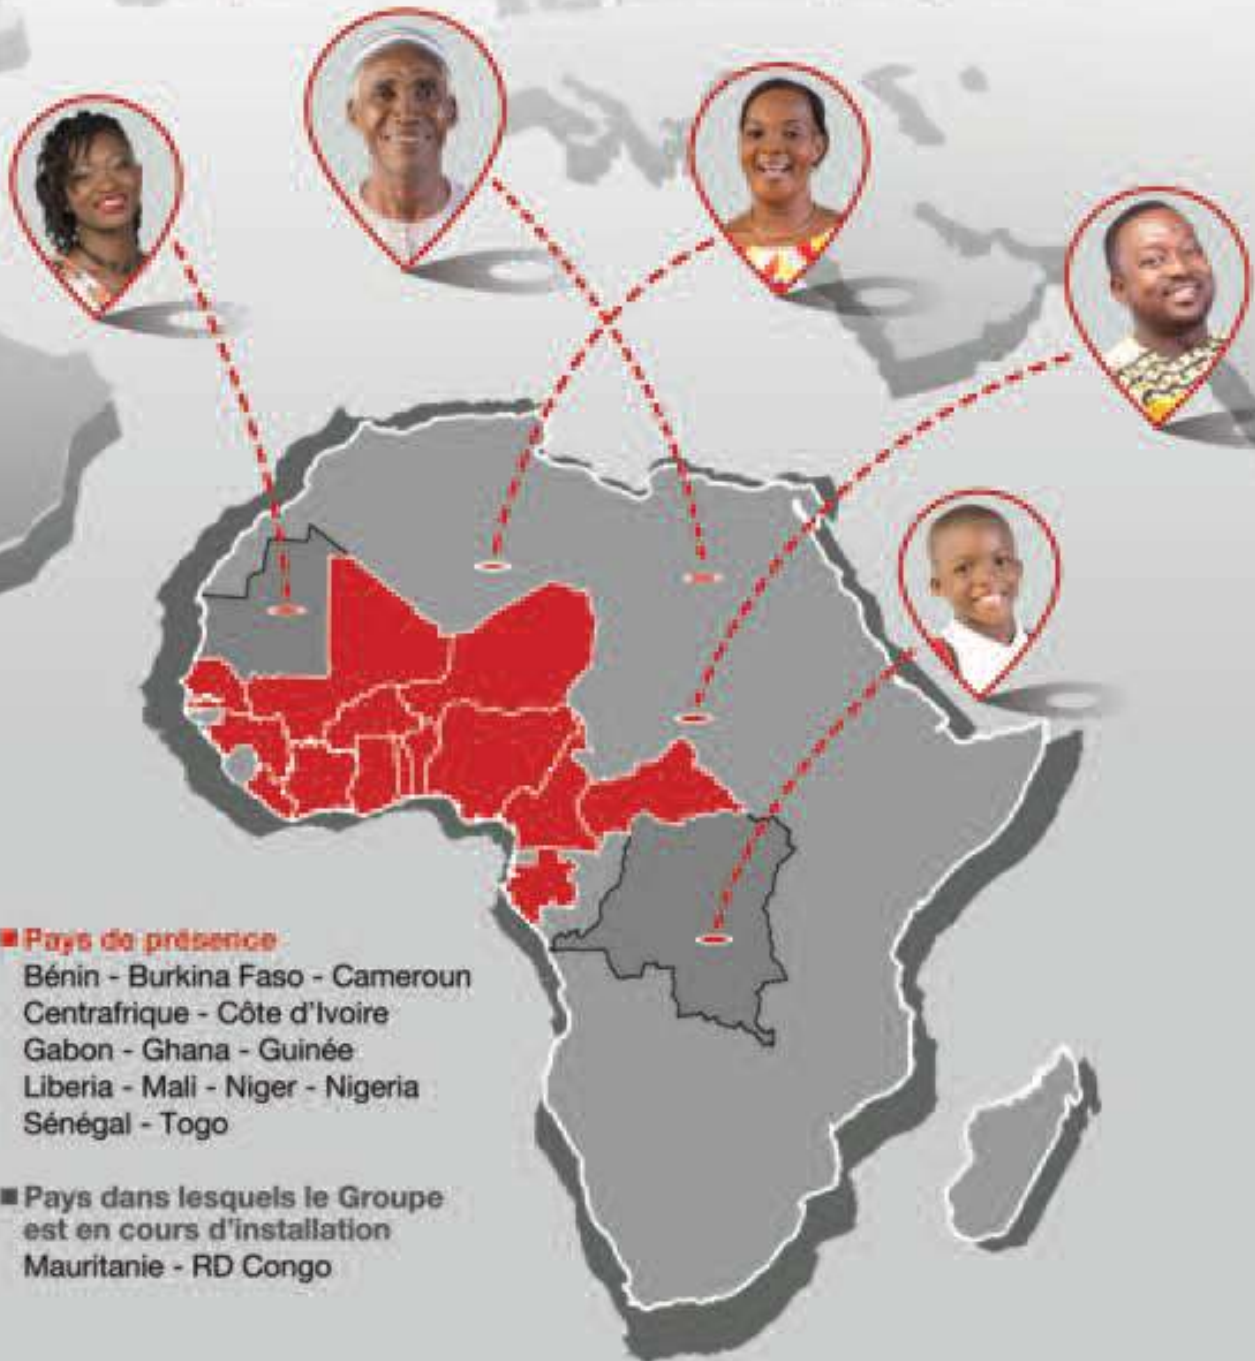 Pays de présence
Bénin - Burkina Faso - Cameroun
Centrafrique - Côte d'Ivoire
Gabon - Ghana - Guinée
Liberia - Mali - Niger - Nigeria
Sénégal - Togo
Pays dans lesquels le Groupe
est en cours d'installation
Mauritanie - RD Congo